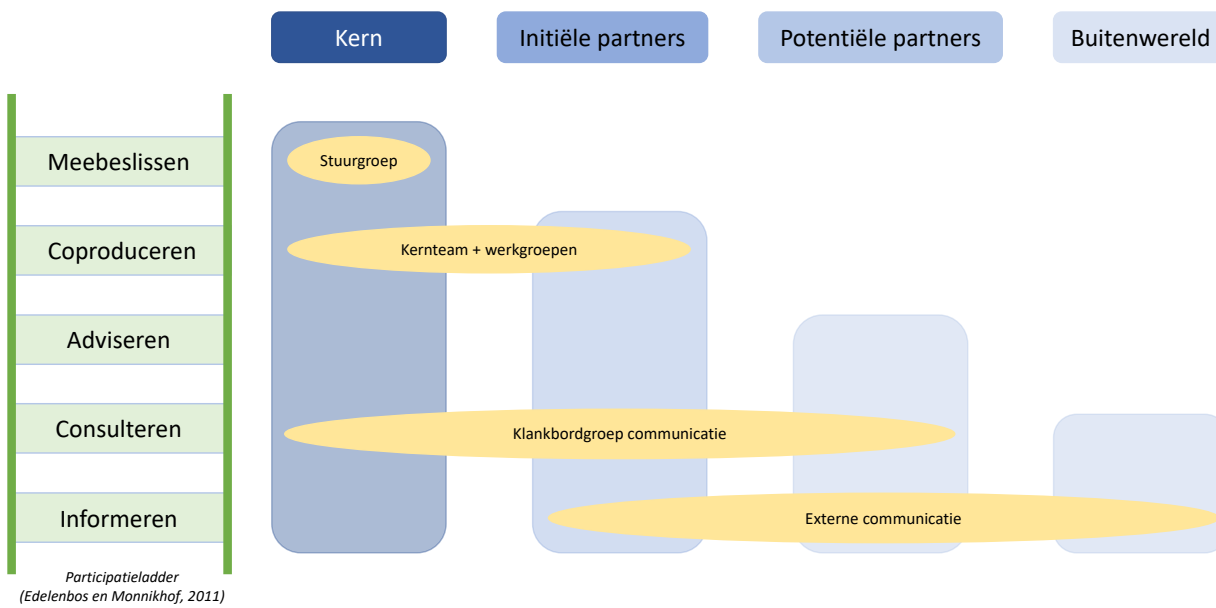 Kern
Initiële partners
Potentiële partners
Buitenwereld
Meebeslissen
Stuurgroep
Coproduceren
Kernteam + werkgroepen
Adviseren
Consulteren
Klankbordgroep communicatie
Informeren
Externe communicatie
Participatieladder
(Edelenbos en Monnikhof, 2011)